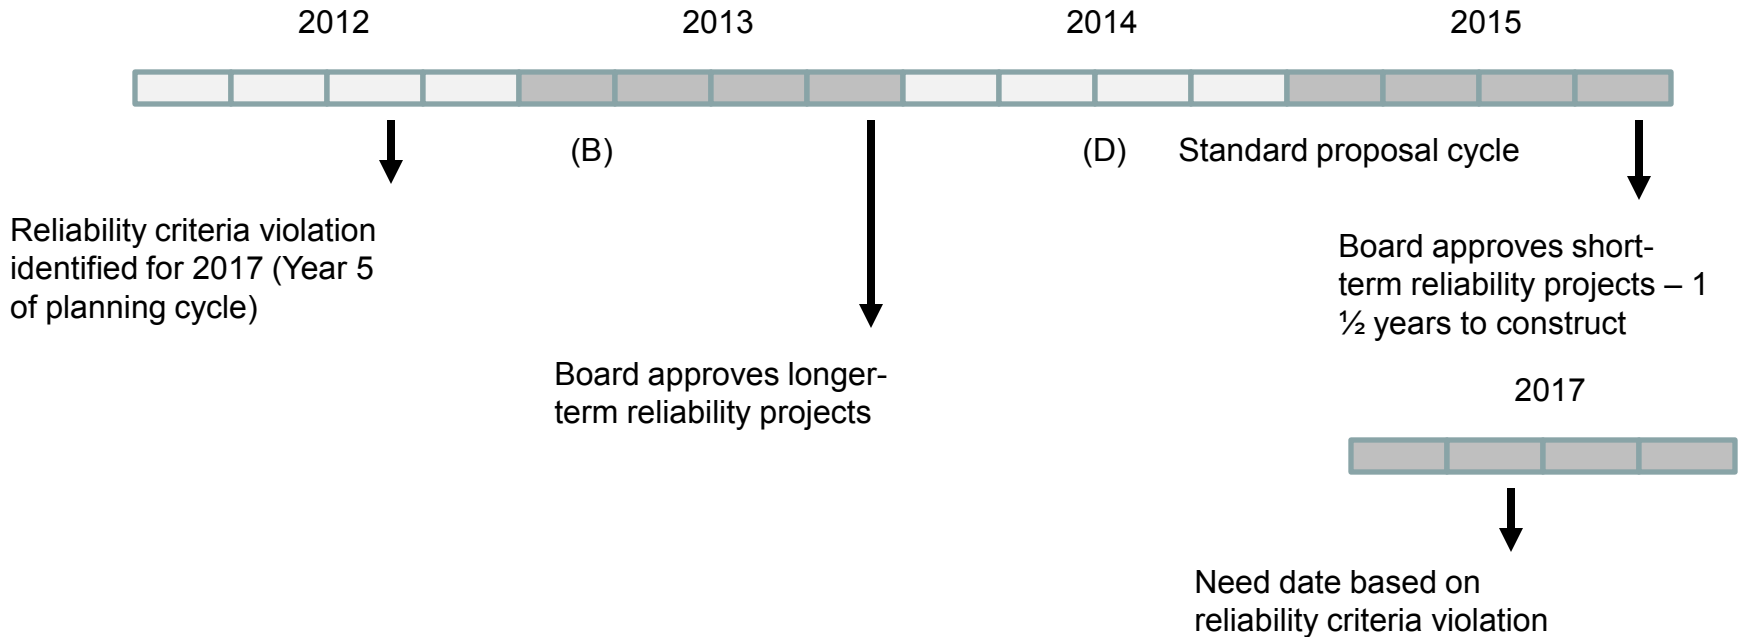 2012
2013
2014
2015
(B)
(D)
Standard proposal cycle
Reliability criteria violation
identified for 2017 (Year 5
of planning cycle)
Board approves longer-
term reliability projects
Board approves short-
term reliability projects – 1
½ years to construct
2017
Need date based on
reliability criteria violation